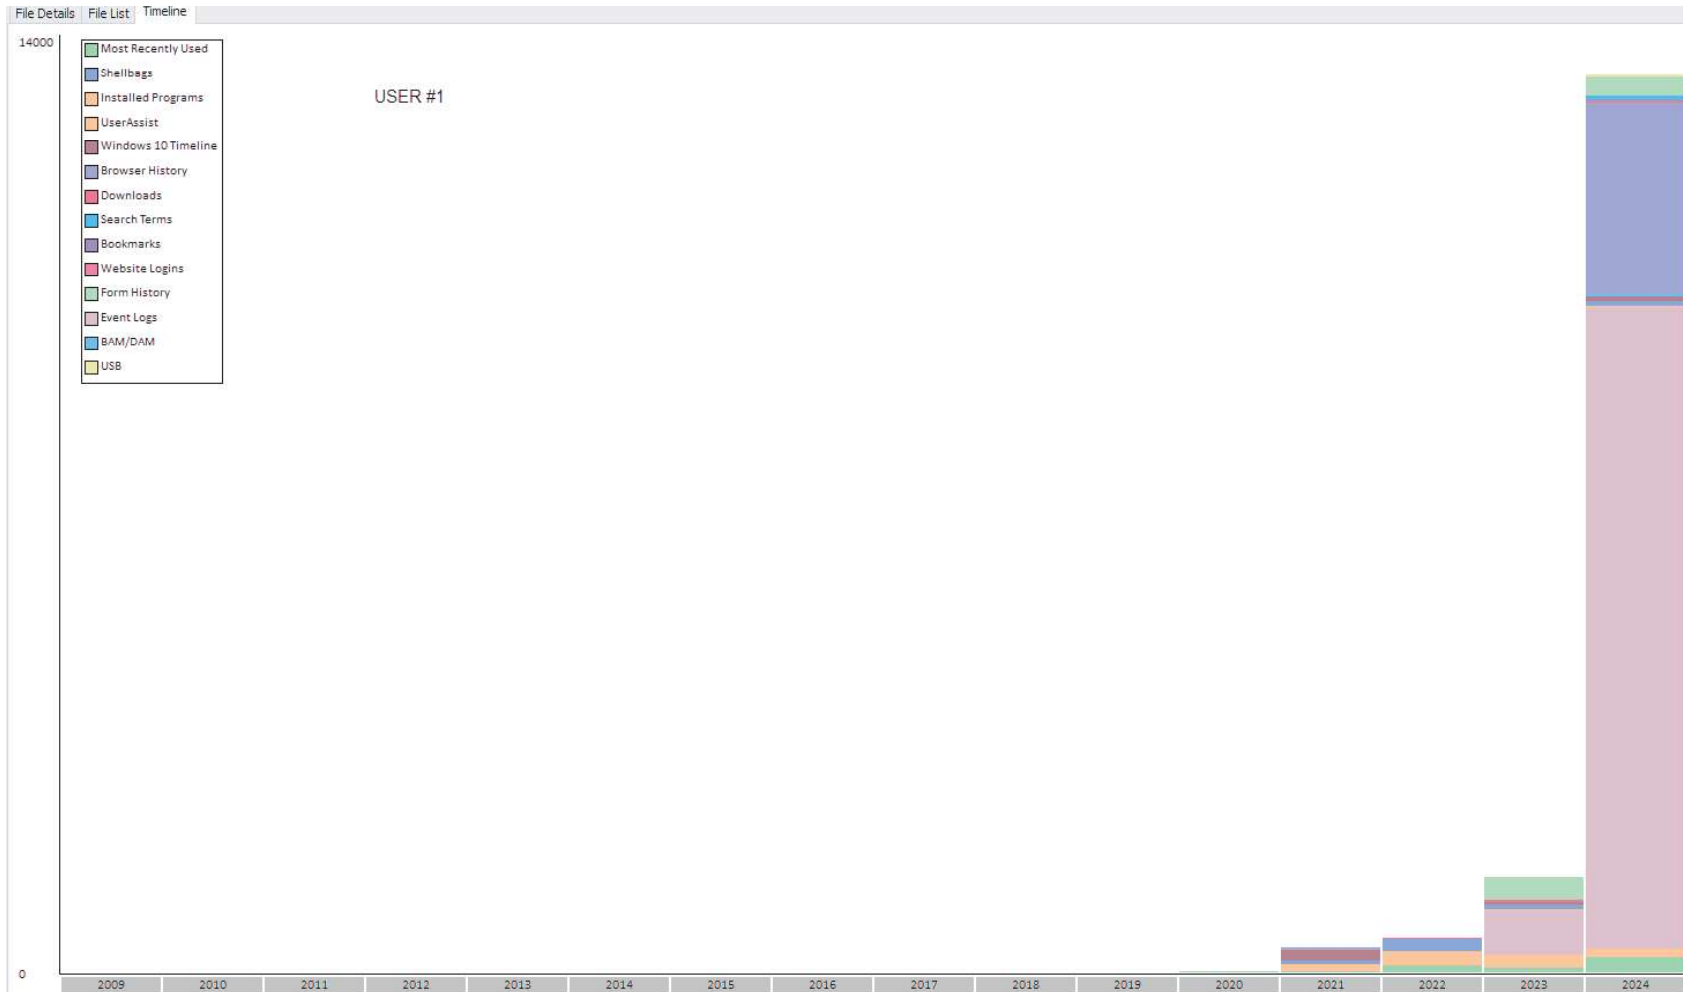 File Details File List Timeline
14000
Most Recently Used
Shellbags
USER #1
Installed Programs
UserAssist
Windows 10 Timeline
Browser History
Downloads
Search Terms
Bookmarks
Website Logins
Form History
Event Logs
BAM/DAM
USB
0
2009 2010 2011 2012 2013 2014 2015 2016 2017 2018 2019 2020 2021 2022 2023 2024